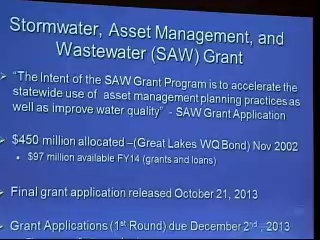 Stormwater, Asset Management, and
Wastewater (SAW) Grant
"The Intent of the SAW Grant Program is to accelerate the
statewide use of asset management planning practices as
well as improve water quality" - SAW Grant Application
$450 million allocated –(Great Lakes WQ Bond) Nov 2002
$97 million available FY14 (grants and loans)
Final grant application released October 21, 2013
Grant Applications (1st Round) due December 2nd , 2013